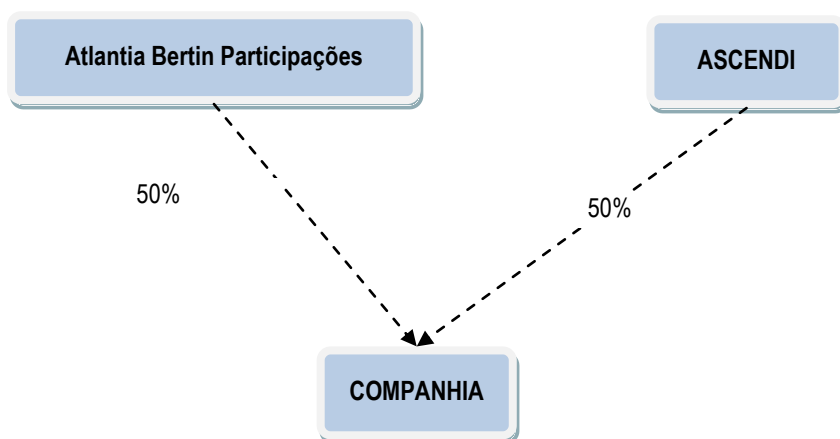 Atlantia Bertin Participações
ASCENDI
50%
50%
COMPANHIA